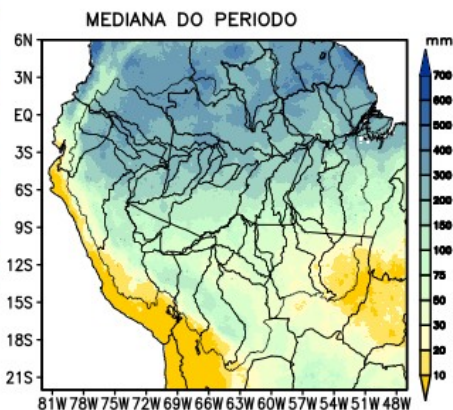 MEDIANA DO PERIODO
mm
6N
3N
EQ
3S
6S
9S
12S
15S
18S
21S
700
600
500
300
200
150
100
75
50
30
20
10
81W 78W 75W 72W 69W 66W 63W 60W 57W 54W 51W 48W